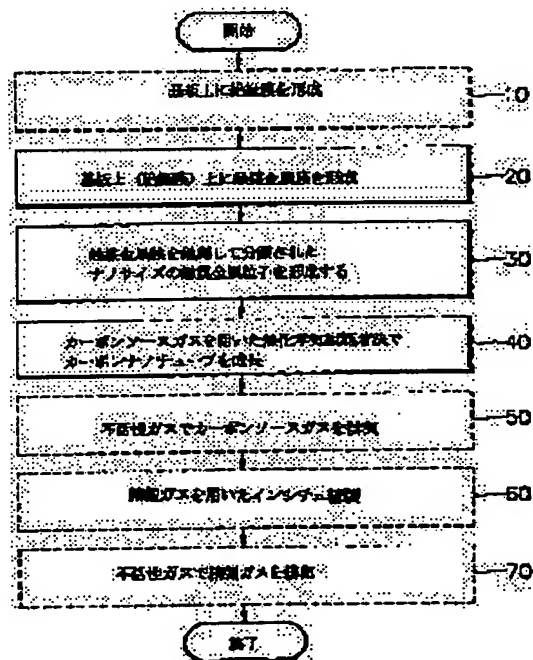 開始
基板上に絶縁膜を形成
10
基板上（絶縁膜）上に触媒金属膜を形成
20
触媒金属膜を蝕刻して分離された
ナノサイズの触媒金属粒子を形成する
30
カーボンソースガスを用いた熱化学気相蒸着法で
カーボンナノチューブを成長
40
不活性ガスでカーボンソースガスを排気
50
ガスを用いたインシチュ
60
不活性ガスで ガスを排気
70
終了